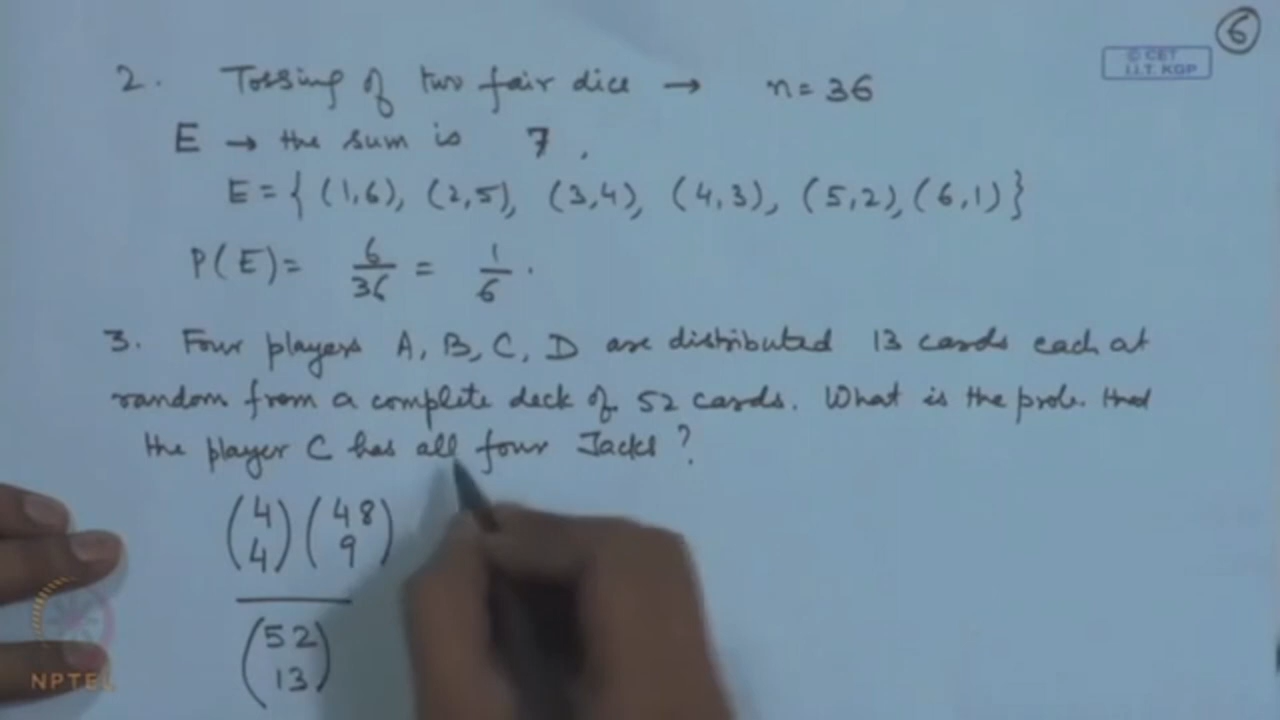 6
© CET
I.I.T. KGP
2. Tossing of two fair dice → n = 36
E → the sum is 7.
E = { (1,6), (2,5), (3,4), (4,3), (5,2), (6,1) }
P(E) = 6/36 = 1/6.
3. Four players A, B, C, D are distributed 13 cards each at
random from a complete deck of 52 cards. What is the prob. that
the player C has all four Jacks?
(4 4) (48 9)
(52 13)
NPTEL